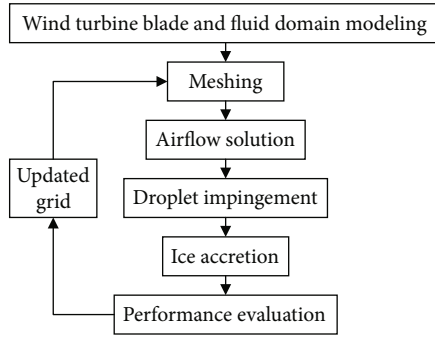 Wind turbine blade and fluid domain modeling
Meshing
Airflow solution
Updated
grid
Droplet impingement
Ice accretion
Performance evaluation